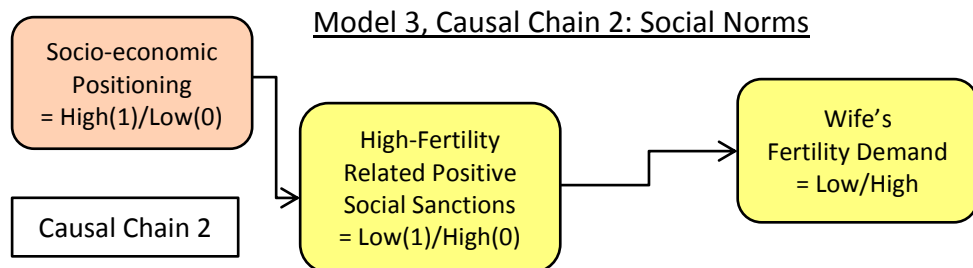 Model 3, Causal Chain 2: Social Norms
Socio-economic
Positioning
= High(1)/Low(0)
High-Fertility
Related Positive
Social Sanctions
= Low(1)/High(0)
Wife's
Fertility Demand
= Low/High
Causal Chain 2